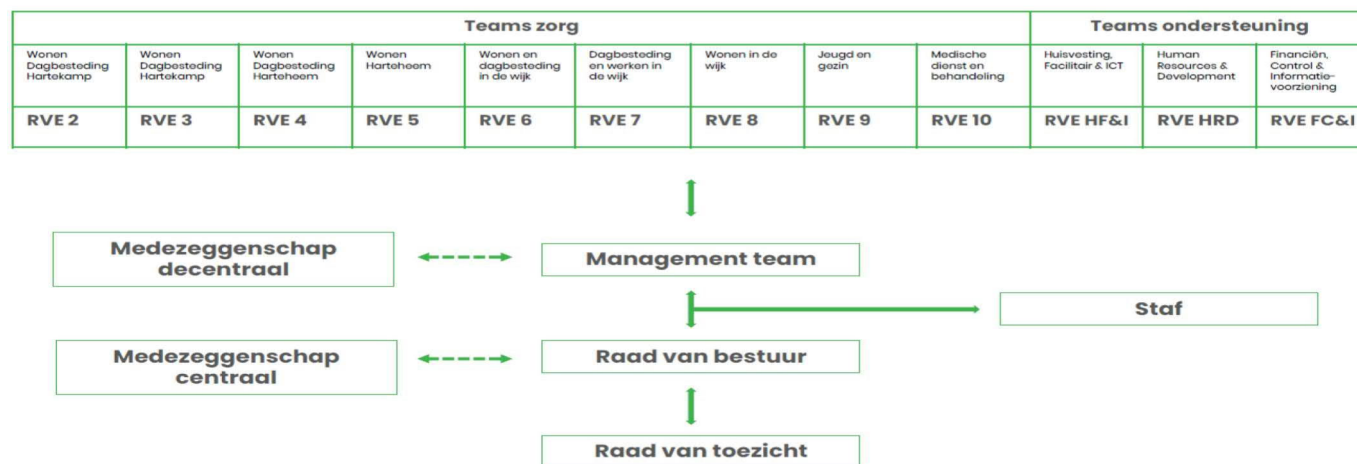 Teams zorg
Teams ondersteuning
Wonen
Dagbesteding
Hartekamp
Wonen
Dagbesteding
Hartekamp
Wonen
Dagbesteding
Harteheem
Wonen
Harteheem
Wonen en
dagbesteding
in de wijk
Dagbesteding
en werken in
de wijk
Wonen in de
wijk
Jeugd en
gezin
Medische
dienst en
behandeling
Huisvesting,
Facilitair & ICT
Human
Resources &
Development
Financiën,
Control &
Informatie-
voorziening
RVE 2
RVE 3
RVE 4
RVE 5
RVE 6
RVE 7
RVE 8
RVE 9
RVE 10
RVE HF&I
RVE HRD
RVE FC&I
Medezeggenschap
decentraal
Management team
Staf
Medezeggenschap
centraal
Raad van bestuur
Raad van toezicht